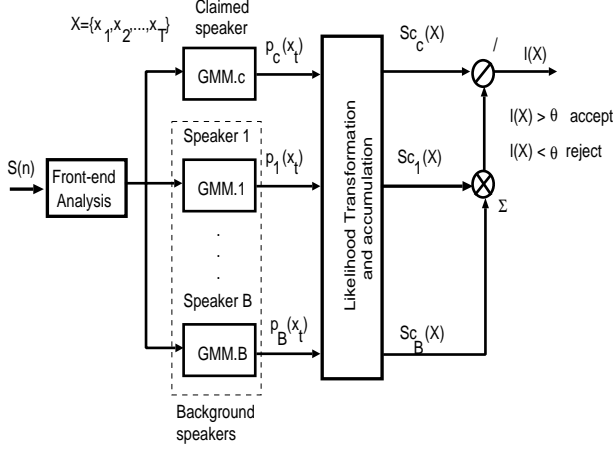 Claimed
speaker
X={x1,x2,...,xT}
GMM.c
pc(xt)
Scc(X)
/
l(X)
l(X) > θ accept
l(X) < θ reject
S(n)
Front-end
Analysis
Speaker 1
GMM.1
p1(xt)
Sc1(X)
Σ
.
.
.
Likelihood Transformation
and accumulation
Speaker B
GMM.B
pB(xt)
ScB(X)
Background
speakers